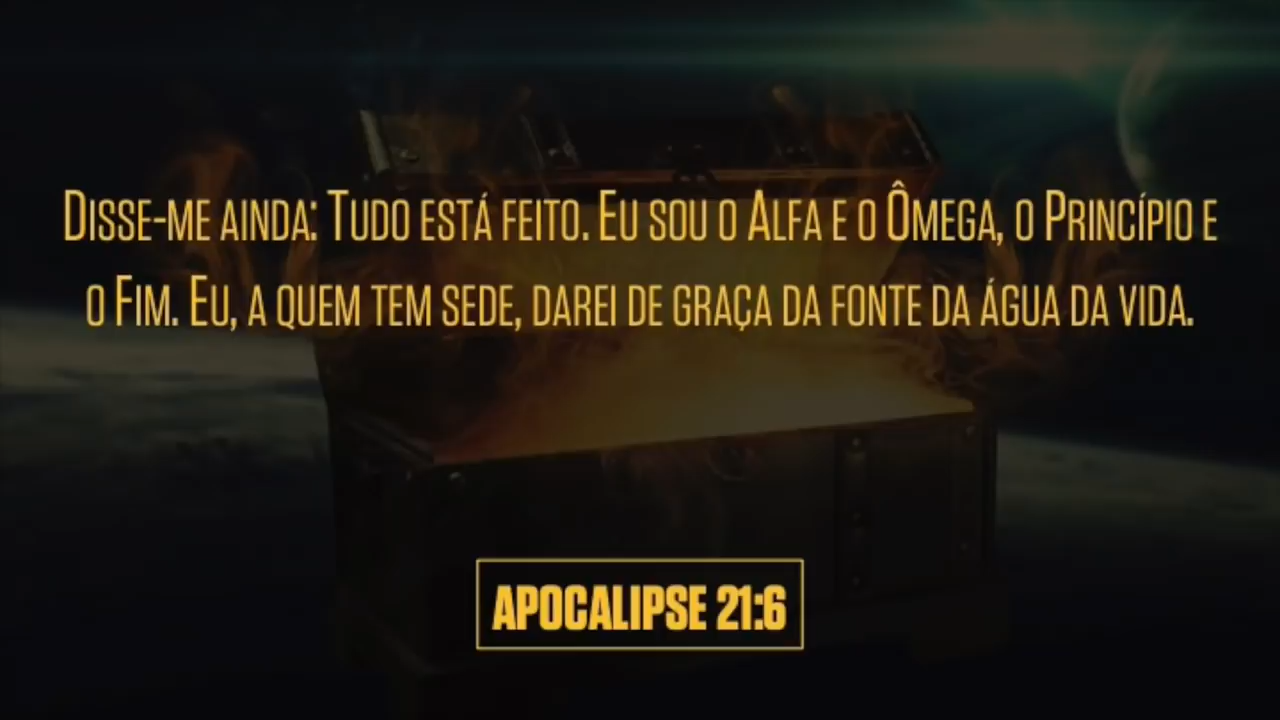 Disse-me ainda: Tudo está feito. Eu sou o Alfa e o Ômega, o Princípio e
o Fim. Eu, a quem tem sede, darei de graça da fonte da água da vida.
APOCALIPSE 21:6